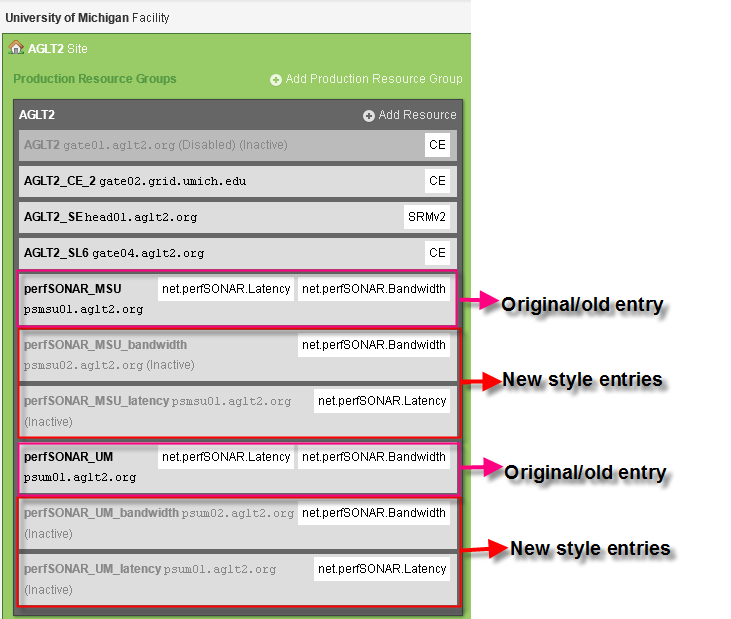 University of Michigan Facility
AGLT2 Site
Production Resource Groups Add Production Resource Group
AGLT2 Add Resource
AGLT2 gate01.aglt2.org (Disabled) (Inactive) CE
AGLT2_CE_2 gate02.grid.umich.edu CE
AGLT2_SE head01.aglt2.org SRMv2
AGLT2_SL6 gate04.aglt2.org CE
perfSONAR_MSU net.perfSONAR.Latency net.perfSONAR.Bandwidth
psmsu01.aglt2.org
Original/old entry
perfSONAR_MSU_bandwidth net.perfSONAR.Bandwidth
psmsu02.aglt2.org (Inactive)
New style entries
perfSONAR_MSU_latency psmsu01.aglt2.org net.perfSONAR.Latency
(Inactive)
perfSONAR_UM net.perfSONAR.Latency net.perfSONAR.Bandwidth
psum01.aglt2.org
Original/old entry
perfSONAR_UM_bandwidth psum02.aglt2.org net.perfSONAR.Bandwidth
(Inactive)
New style entries
perfSONAR_UM_latency psum01.aglt2.org net.perfSONAR.Latency
(Inactive)